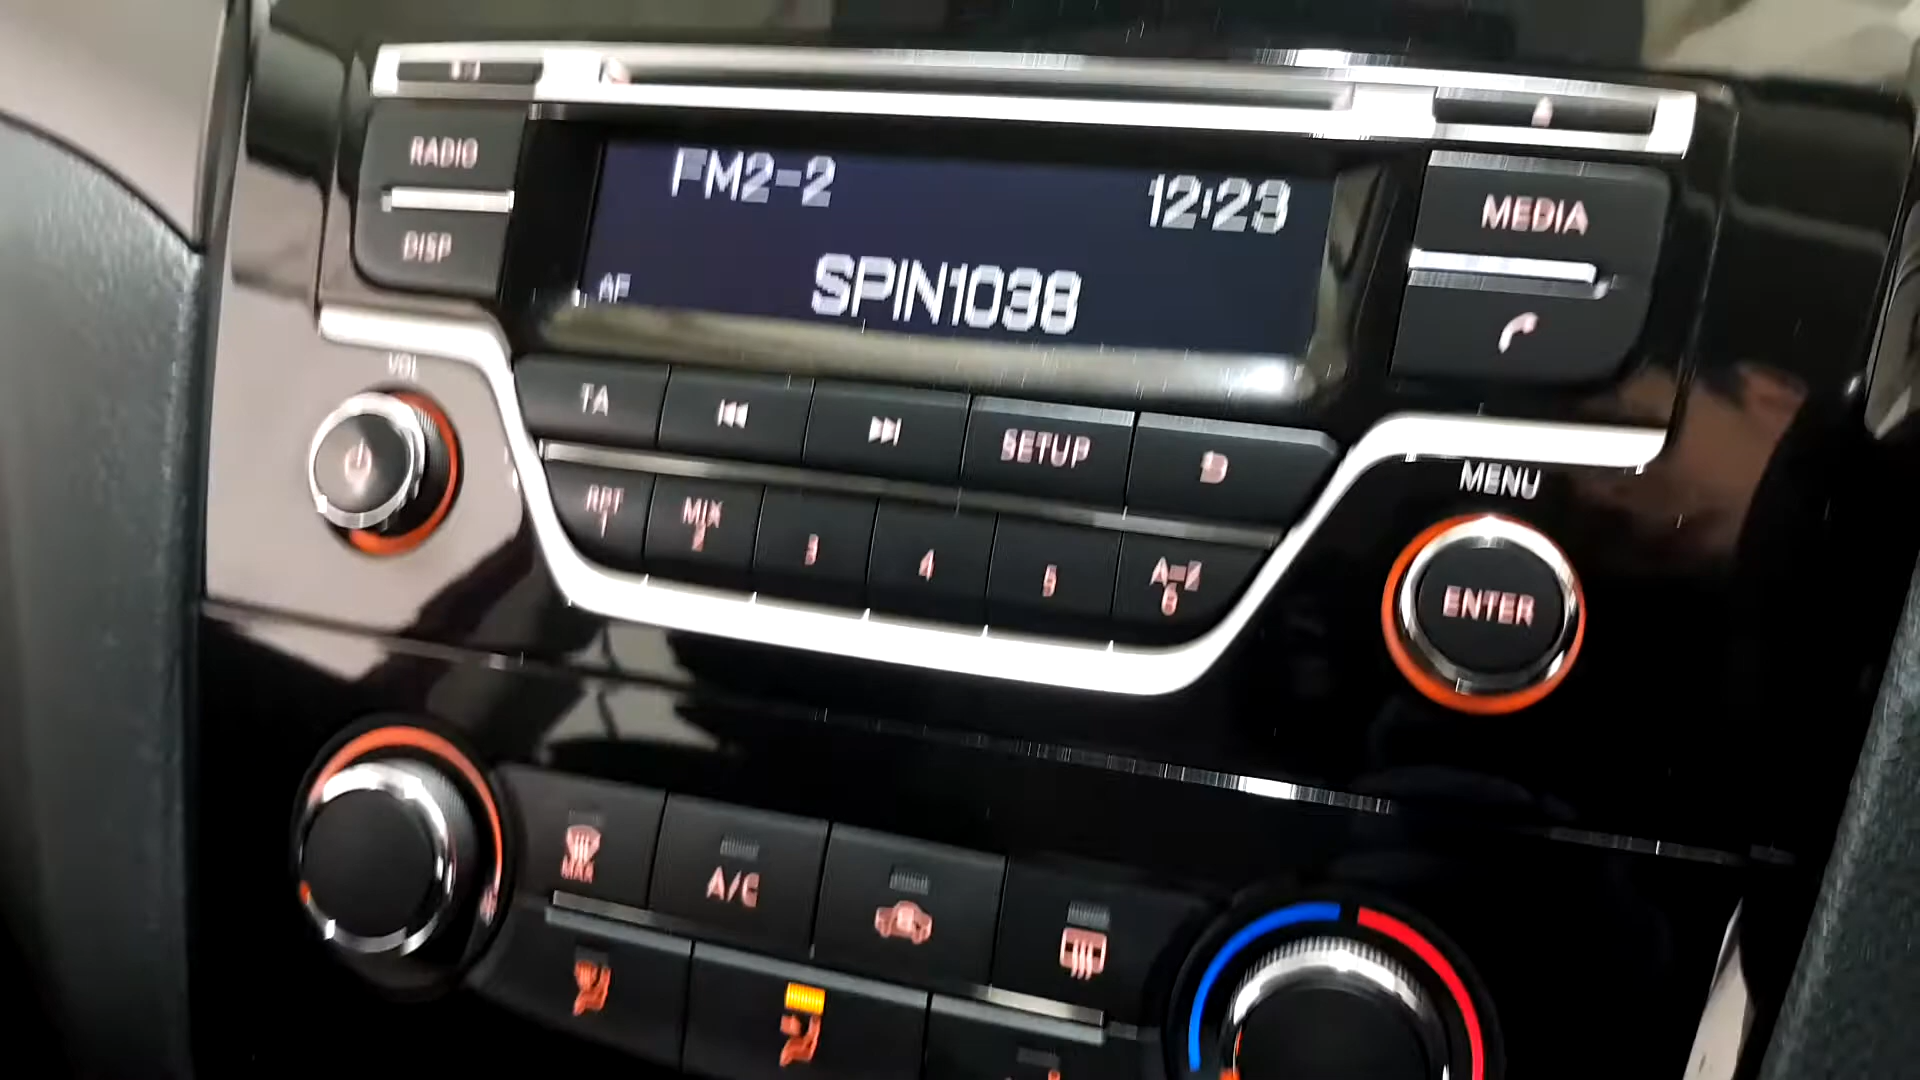 RADIO
DISP
FM2-2
12:23
AF
SPIN1038
MEDIA
VOL
TA
SETUP
RPT
1
MIX
2
3
4
5
A-Z
6
MENU
ENTER
MAX
A/C